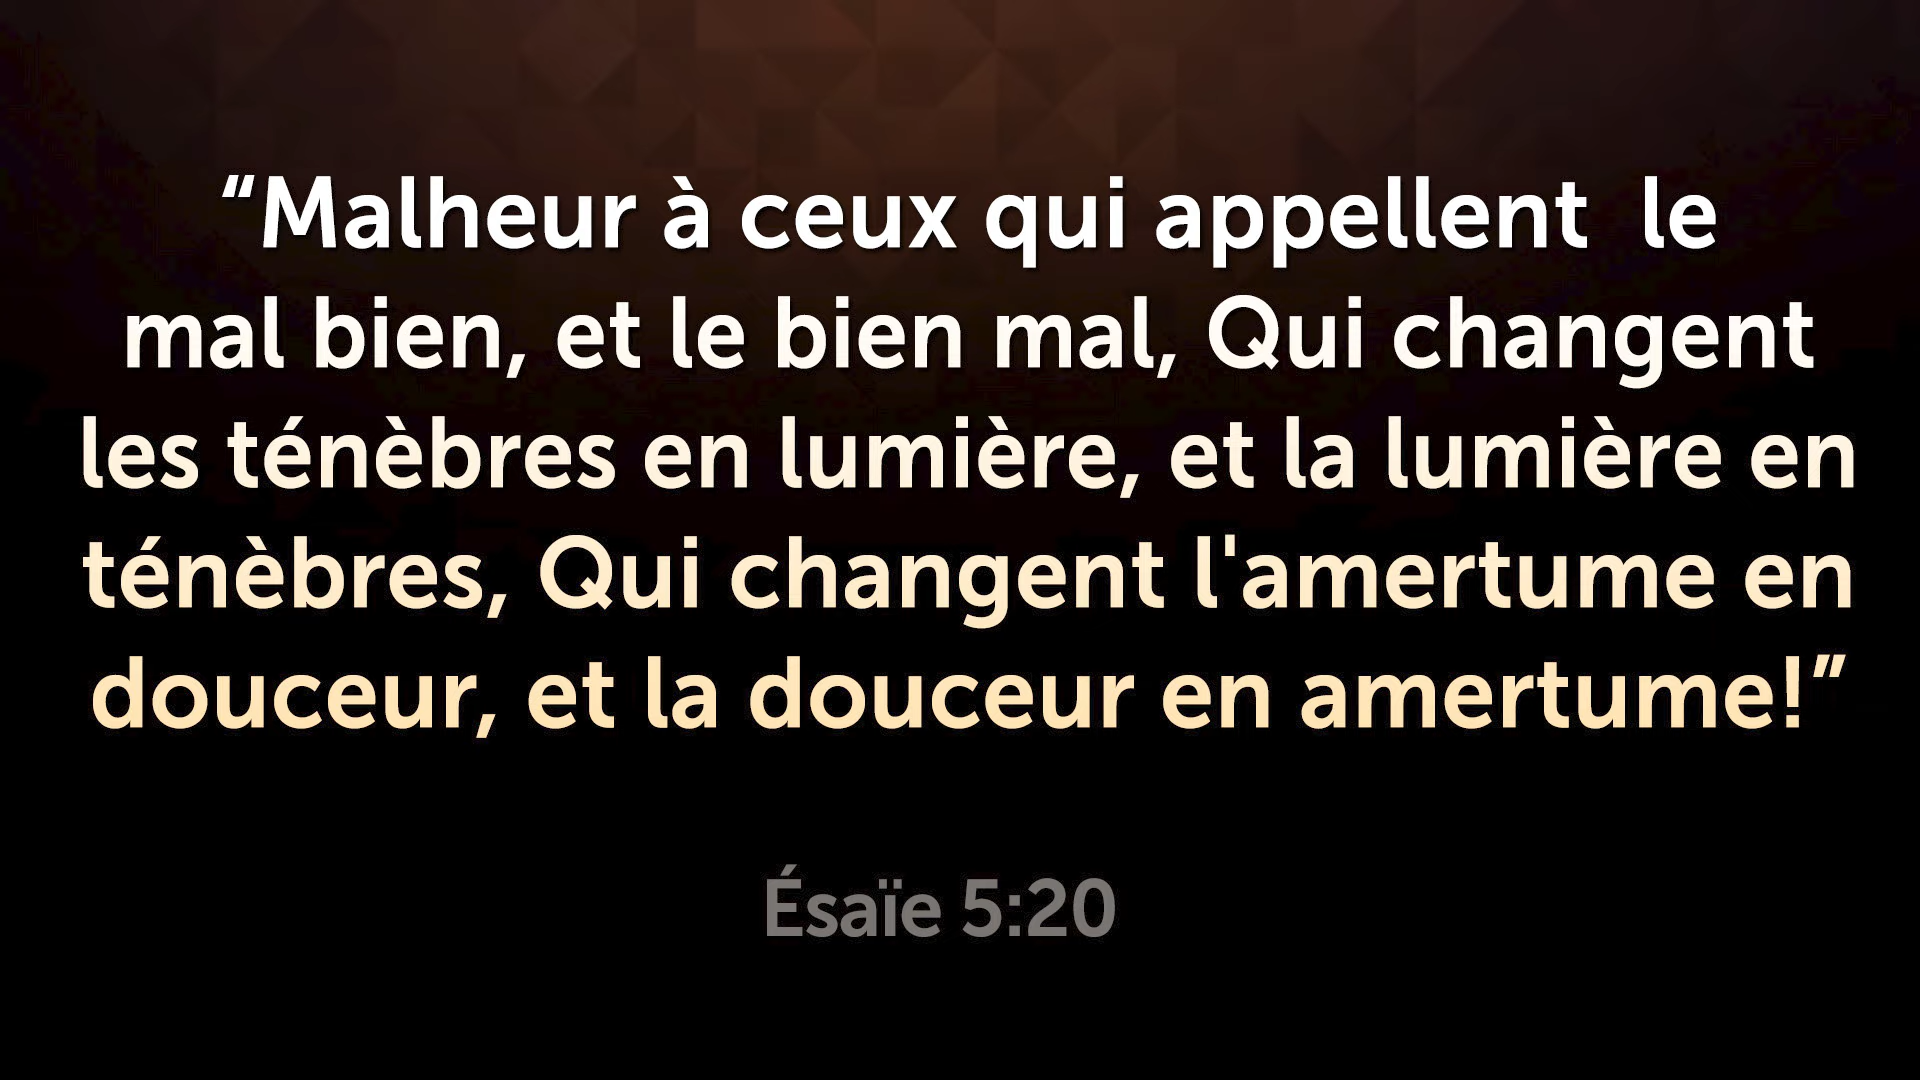 “Malheur à ceux qui appellent  le
mal bien, et le bien mal, Qui changent
les ténèbres en lumière, et la lumière en
ténèbres, Qui changent l'amertume en
douceur, et la douceur en amertume!”
Ésaïe 5:20